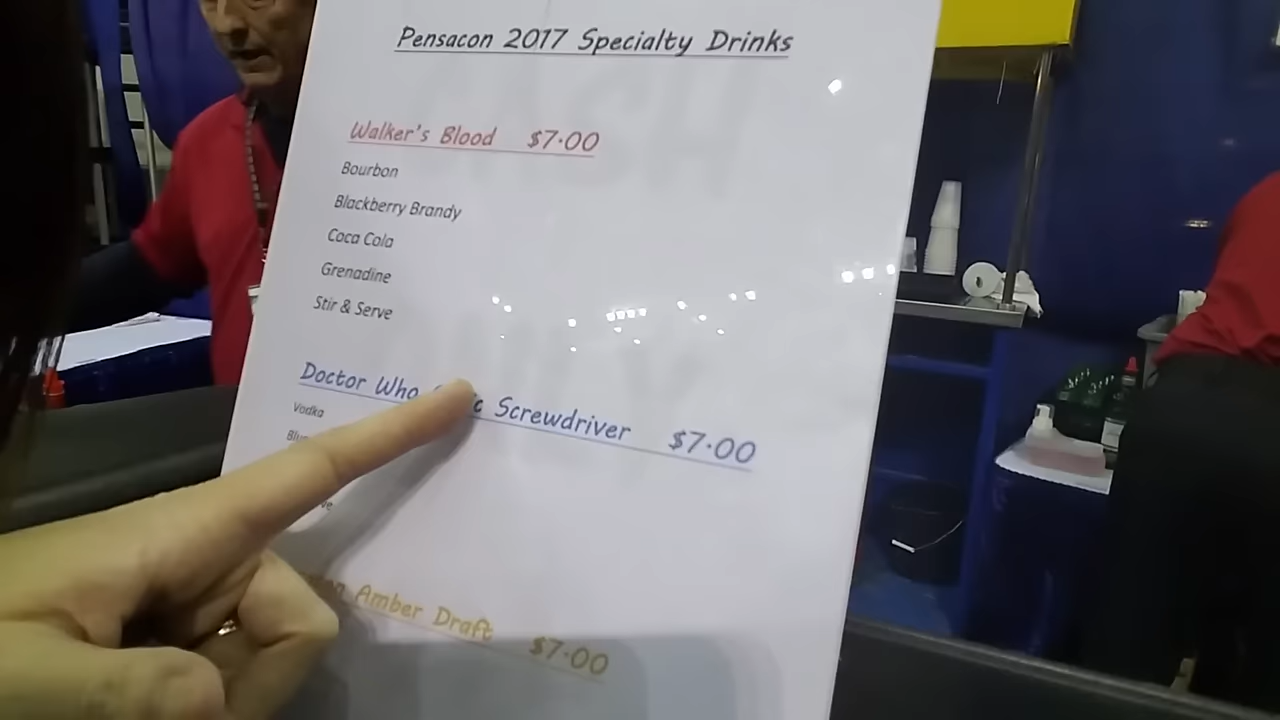 Pensacon 2017 Specialty Drinks
Walker's Blood $7.00
Bourbon
Blackberry Brandy
Coca Cola
Grenadine
Stir & Serve
Doctor Who Screwdriver $7.00
Vodka
Amber Draft $7.00